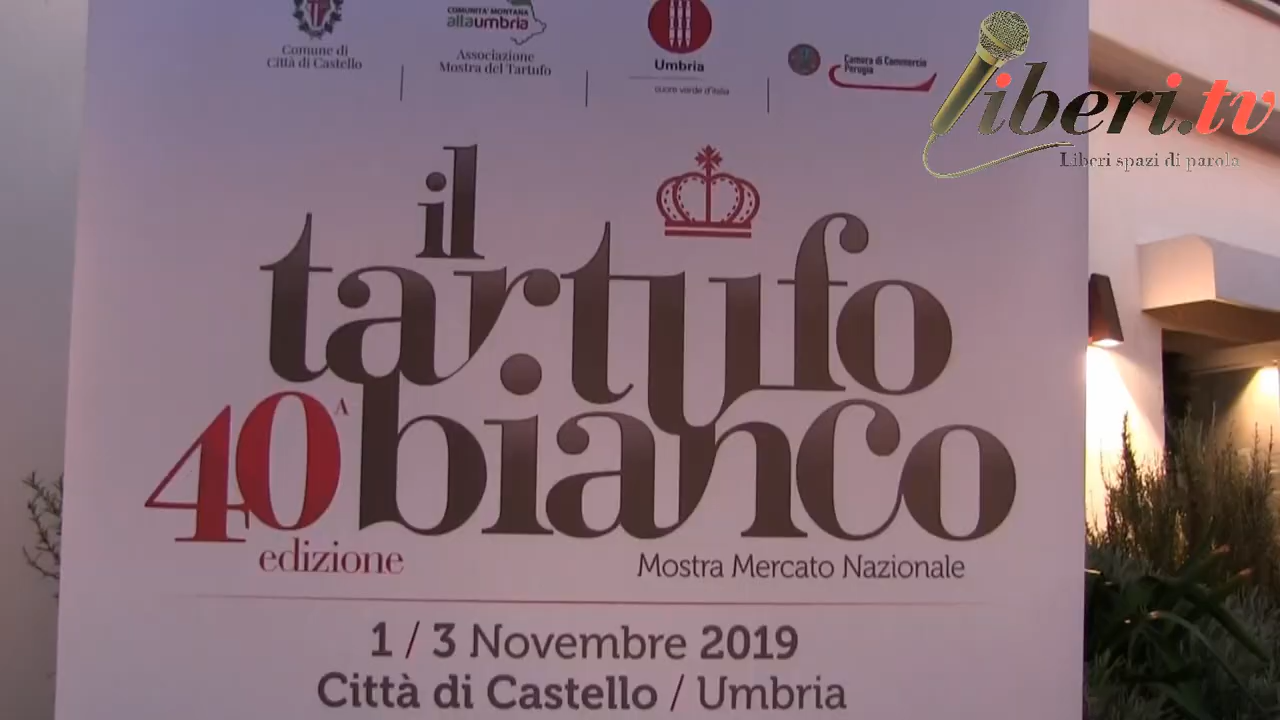 Comune di
Città di Castello
COMUNITA' MONTANA
altaumbria
Associazione
Mostra del Tartufo
Umbria
cuore verde d'Italia
Camera di Commercio
Perugia
Liberi.tv
Liberi spazi di parola
il
tartufo
bianco
40ᴬ
edizione
Mostra Mercato Nazionale
1 / 3 Novembre 2019
Città di Castello / Umbria